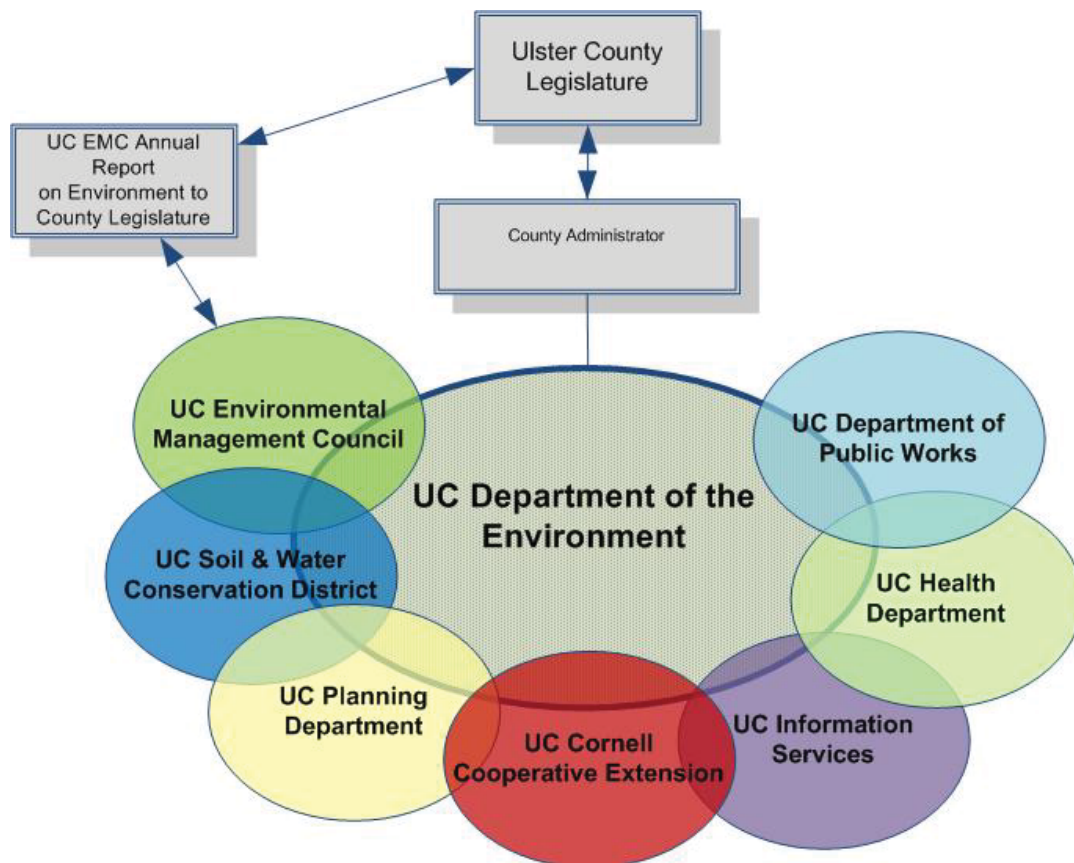 Ulster County
Legislature
UC EMC Annual
Report
on Environment to
County Legislature
County Administrator
UC Environmental
Management Council
UC Department of
Public Works
UC Department of the
Environment
UC Soil & Water
Conservation District
UC Health
Department
UC Planning
Department
UC Information
Services
UC Cornell
Cooperative Extension